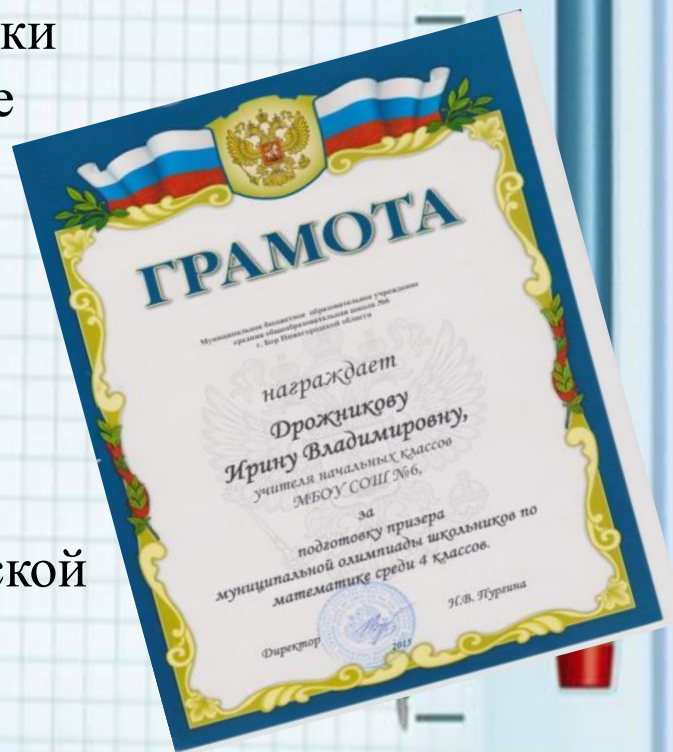 ки
е
ской
ГРАМОТА
Муниципальное бюджетное образовательное учреждение
средняя общеобразовательная школа №6
г. Бор Нижегородской области
награждает
Дрожникову
Ирину Владимировну,
учителя начальных классов
МБОУ СОШ №6,
за
подготовку призера
муниципальной олимпиады школьников по
математике среди 4 классов.
Директор
Н.В. Пургина
2015